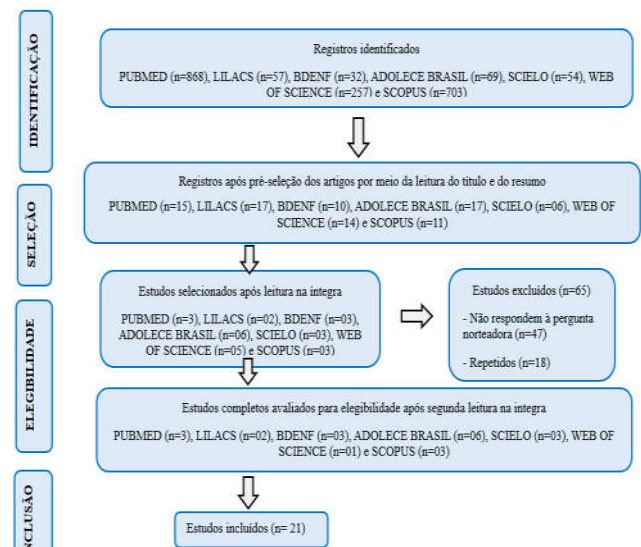 IDENTIFICAÇÃO
Registros identificados
PUBMED (n=868), LILACS (n=57), BDENF (n=32), ADOLECE BRASIL (n=69), SCIELO (n=54), WEB
OF SCIENCE (n=257) e SCOPUS (n=703)
SELEÇÃO
Registros após pré-seleção dos artigos por meio da leitura do título e do resumo
PUBMED (n=15), LILACS (n=17), BDENF (n=10), ADOLECE BRASIL (n=17), SCIELO (n=06), WEB OF
SCIENCE (n=14) e SCOPUS (n=11)
ELEGIBILIDADE
Estudos selecionados após leitura na integra
PUBMED (n=3), LILACS (n=02), BDENF (n=03),
ADOLECE BRASIL (n=06), SCIELO (n=03), WEB
OF SCIENCE (n=05) e SCOPUS (n=03)
Estudos excluídos (n=65)
- Não respondem à pergunta
norteadora (n=47)
- Repetidos (n=18)
Estudos completos avaliados para elegibilidade após segunda leitura na integra
PUBMED (n=3), LILACS (n=02), BDENF (n=03), ADOLECE BRASIL (n=06), SCIELO (n=03), WEB OF
SCIENCE (n=01) e SCOPUS (n=03)
NCLUSÃO
Estudos incluídos (n= 21)